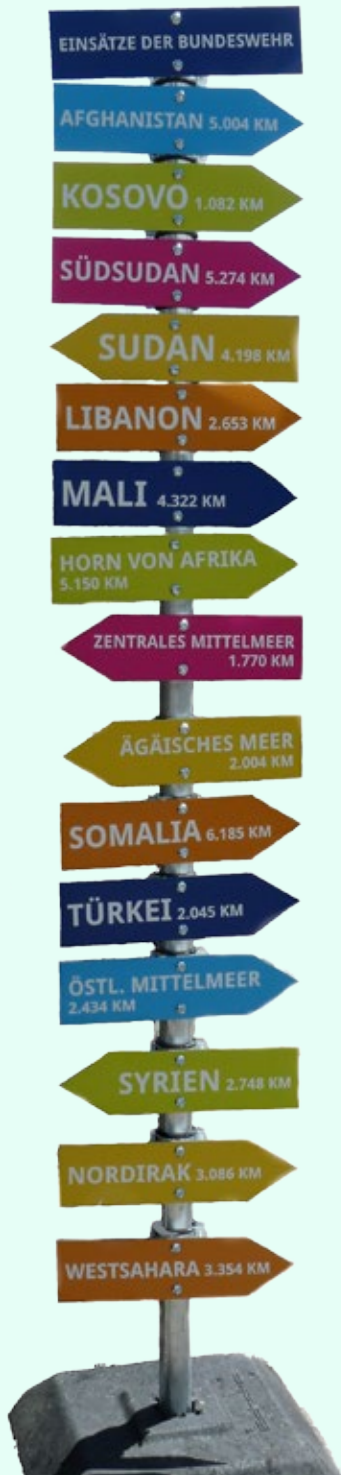 EINSÄTZE DER BUNDESWEHR
AFGHANISTAN 5.004 KM
KOSOVO 1.082 KM
SÜDSUDAN 5.274 KM
SUDAN 4.198 KM
LIBANON 2.653 KM
MALI 4.322 KM
HORN VON AFRIKA
5.150 KM
ZENTRALES MITTELMEER
1.770 KM
ÄGÄISCHES MEER
2.004 KM
SOMALIA 6.185 KM
TÜRKEI 2.045 KM
ÖSTL. MITTELMEER
2.434 KM
SYRIEN 2.748 KM
NORDIRAK 3.086 KM
WESTSAHARA 3.354 KM